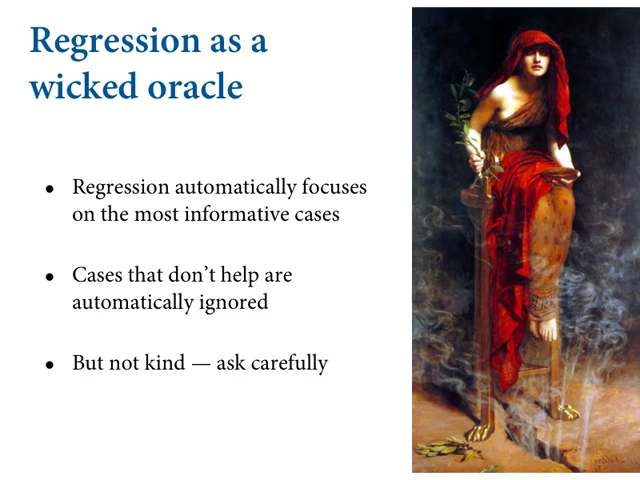 Regression as a
wicked oracle
• Regression automatically focuses
on the most informative cases
• Cases that don’t help are
automatically ignored
• But not kind — ask carefully